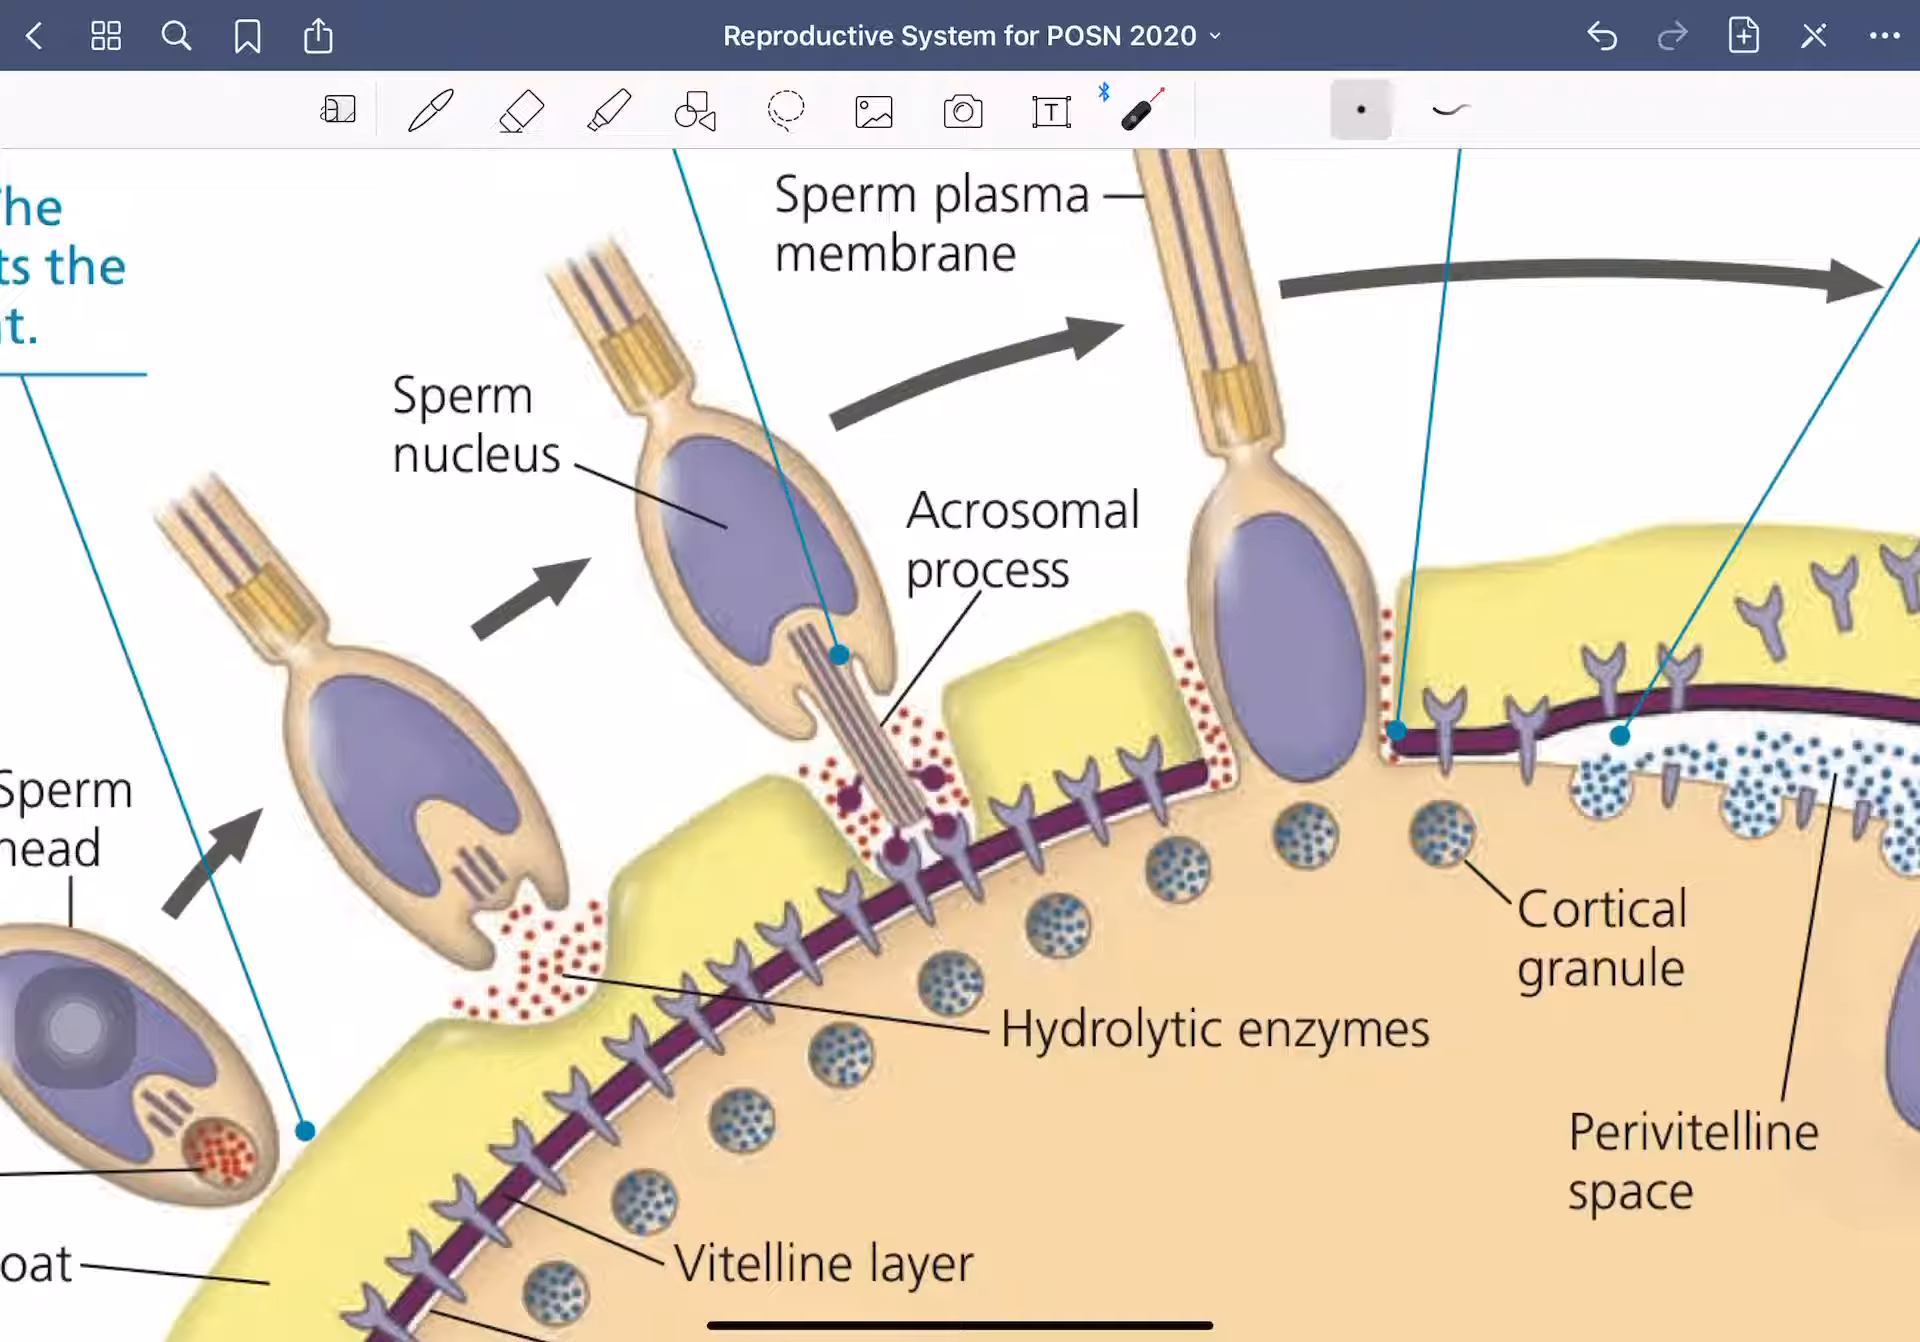 Reproductive System for POSN 2020
T
he
ts the
t.
Sperm plasma
membrane
Sperm
nucleus
Acrosomal
process
Sperm
head
Cortical
granule
Hydrolytic enzymes
Perivitelline
space
Vitelline layer
oat